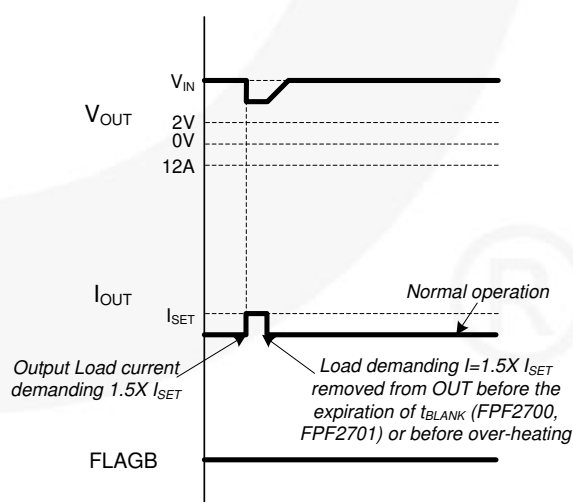 V_IN
V_OUT
2V
0V
12A
I_OUT
Normal operation
I_SET
Output Load current
demanding 1.5X I_SET
Load demanding I=1.5X I_SET
removed from OUT before the
expiration of t_BLANK (FPF2700,
FPF2701) or before over-heating
FLAGB
®